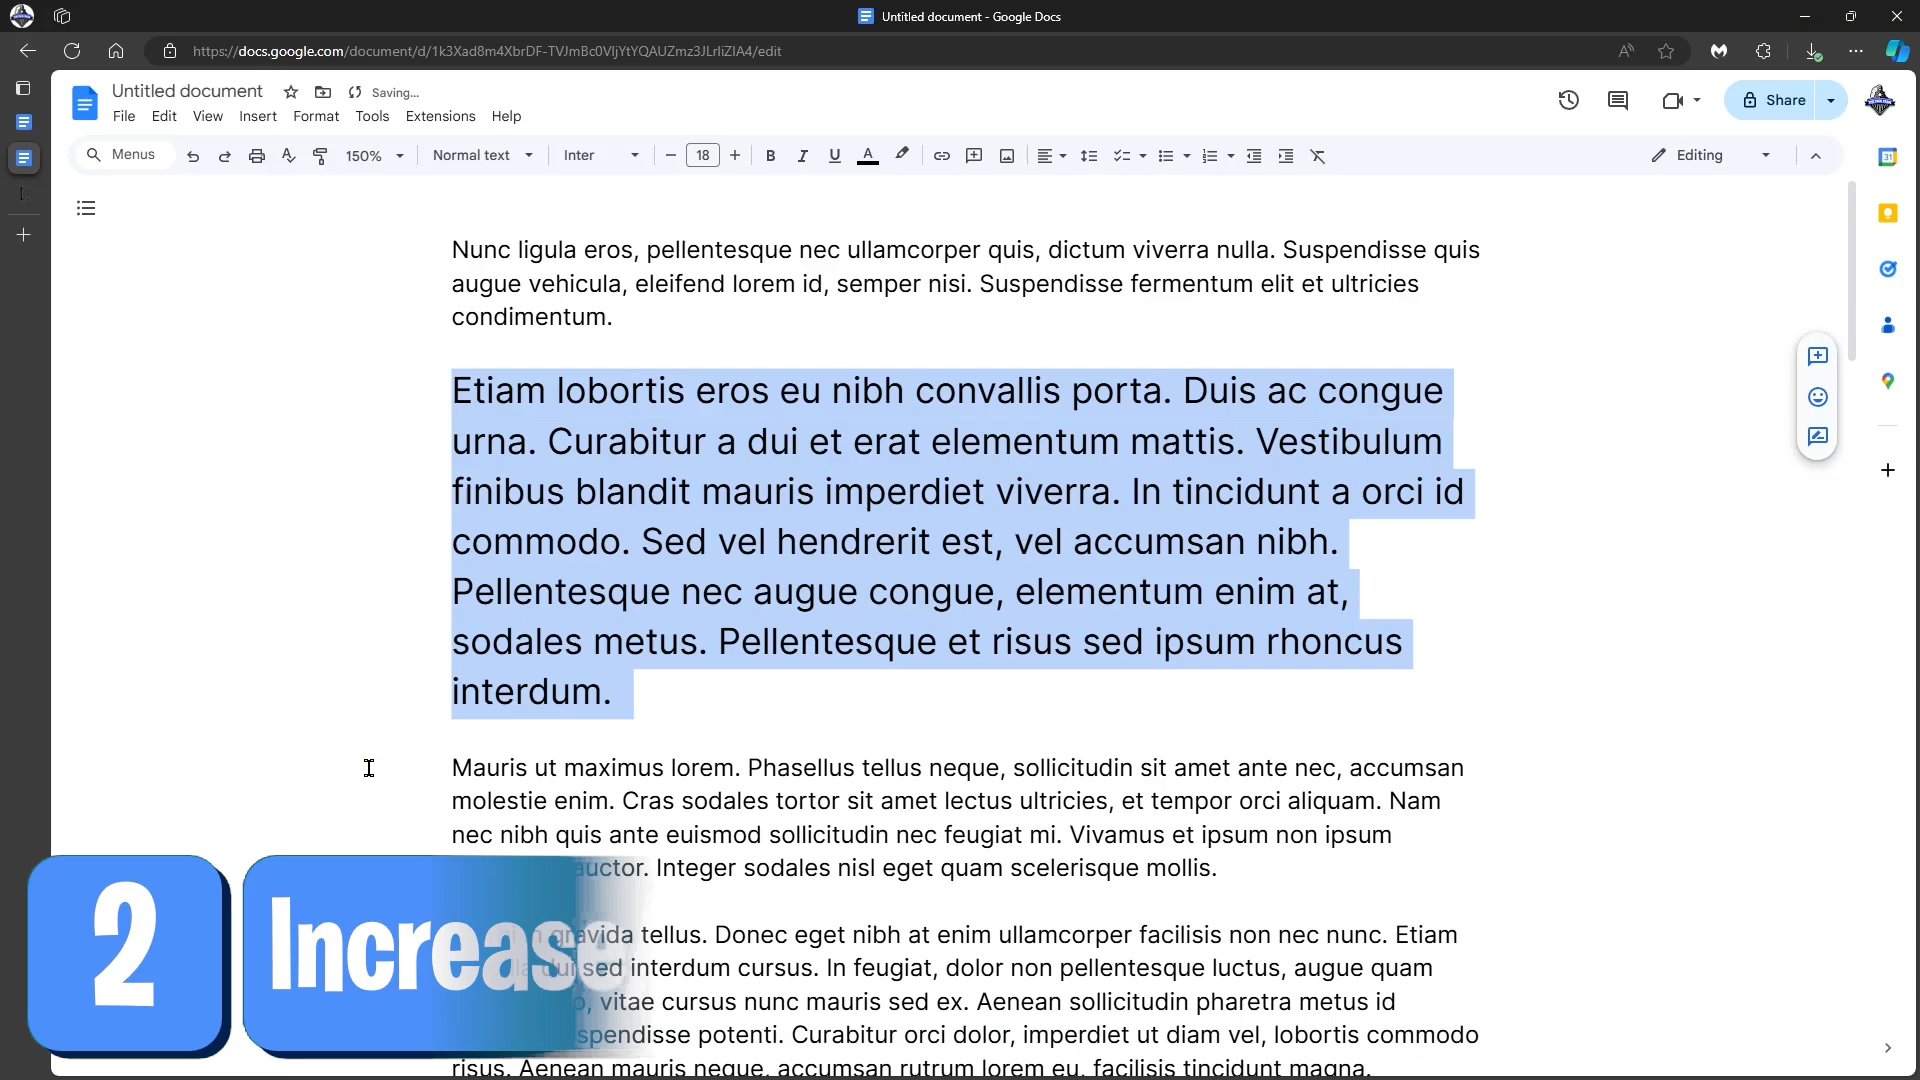 Untitled document - Google Docs
https://docs.google.com/document/d/1k3Xad8m4XbrDF-TVJmBc0VljYtYQAUZmz3JLrliZIA4/edit
Untitled document Saving...
File Edit View Insert Format Tools Extensions Help
Share
Menus 150% Normal text Inter 18 B I U A Editing
31
Nunc ligula eros, pellentesque nec ullamcorper quis, dictum viverra nulla. Suspendisse quis
augue vehicula, eleifend lorem id, semper nisi. Suspendisse fermentum elit et ultricies
condimentum.
Etiam lobortis eros eu nibh convallis porta. Duis ac congue
urna. Curabitur a dui et erat elementum mattis. Vestibulum
finibus blandit mauris imperdiet viverra. In tincidunt a orci id
commodo. Sed vel hendrerit est, vel accumsan nibh.
Pellentesque nec augue congue, elementum enim at,
sodales metus. Pellentesque et risus sed ipsum rhoncus
interdum.
Mauris ut maximus lorem. Phasellus tellus neque, sollicitudin sit amet ante nec, accumsan
molestie enim. Cras sodales tortor sit amet lectus ultricies, et tempor orci aliquam. Nam
nec nibh quis ante euismod sollicitudin nec feugiat mi. Vivamus et ipsum non ipsum
auctor. Integer sodales nisl eget quam scelerisque mollis.
gravida tellus. Donec eget nibh at enim ullamcorper facilisis non nec nunc. Etiam
dui sed interdum cursus. In feugiat, dolor non pellentesque luctus, augue quam
vitae cursus nunc mauris sed ex. Aenean sollicitudin pharetra metus id
spendisse potenti. Curabitur orci dolor, imperdiet ut diam vel, lobortis commodo
risus. Aenean mauris neque, accumsan rutrum lorem eu, facilisis tincidunt magna.
2 Increase